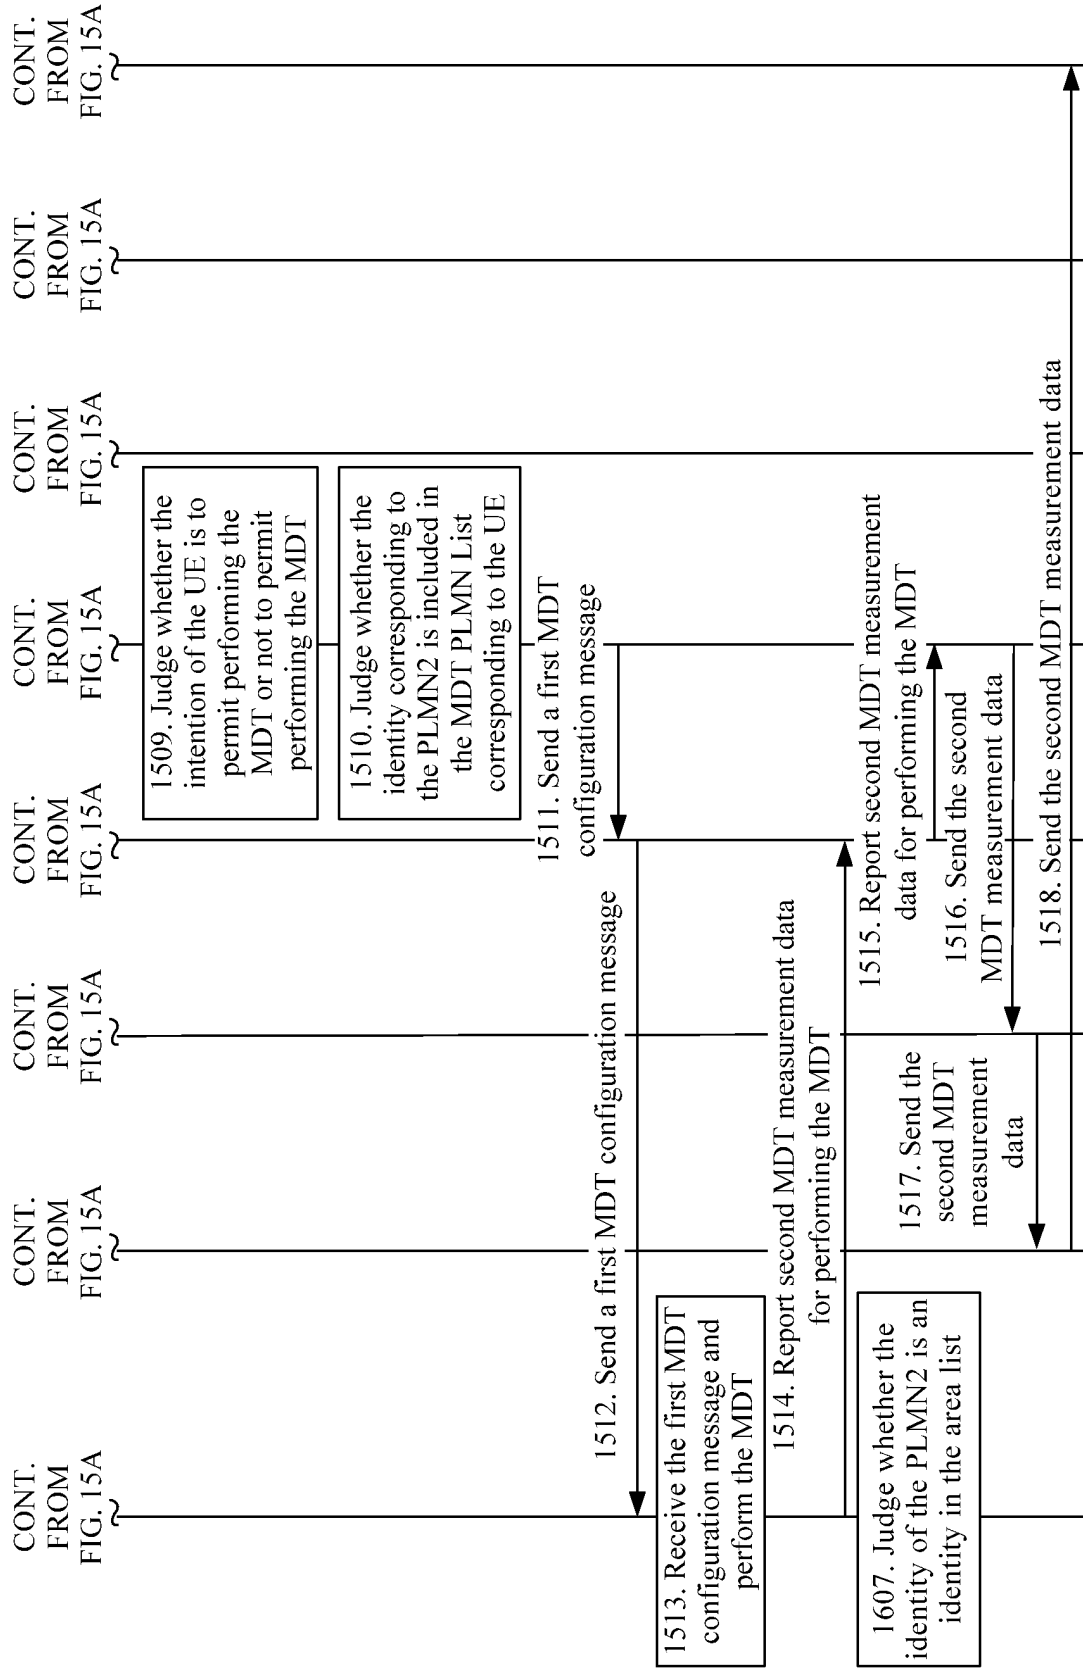 CONT.
FROM
FIG. 15A
CONT.
FROM
FIG. 15A
CONT.
FROM
FIG. 15A
CONT.
FROM
FIG. 15A
CONT.
FROM
FIG. 15A
CONT.
FROM
FIG. 15A
CONT.
FROM
FIG. 15A
CONT.
FROM
FIG. 15A
1509. Judge whether the
intention of the UE is to
permit performing the
MDT or not to permit
performing the MDT
1510. Judge whether the
identity corresponding to
the PLMN2 is included in
the MDT PLMN List
corresponding to the UE
1511. Send a first MDT
configuration message
1512. Send a first MDT configuration message
1513. Receive the first MDT
configuration message and
perform the MDT
1514. Report second MDT measurement data
for performing the MDT
1515. Report second MDT measurement
data for performing the MDT
1607. Judge whether the
identity of the PLMN2 is an
identity in the area list
1516. Send the second
MDT measurement data
1517. Send the
second MDT
measurement
data
1518. Send the second MDT measurement data